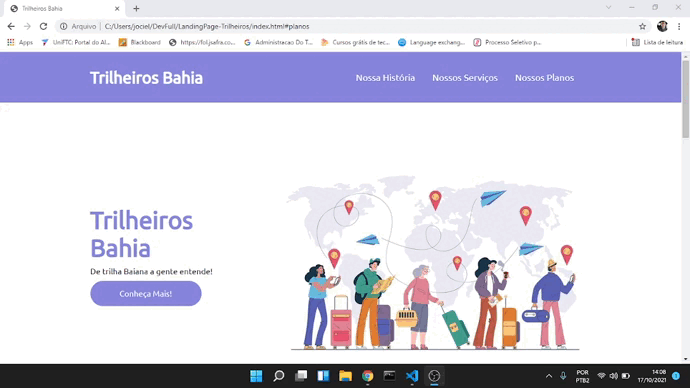 Trilheiros Bahia
Arquivo | C:/Users/jociel/DevFull/LandingPage-Trilheiros/index.html#planos
Apps UniFTC: Portal do Al... Blackboard https://fol.jsafra.co... Administracao Do T... Cursos grátis de tec... Language exchang... Processo Seletivo p... Lista de leitura
Trilheiros Bahia Nossa História Nossos Serviços Nossos Planos
Trilheiros
Bahia
De trilha Baiana a gente entende!
Conheça Mais!
POR
PTB2
14:08
17/10/2021